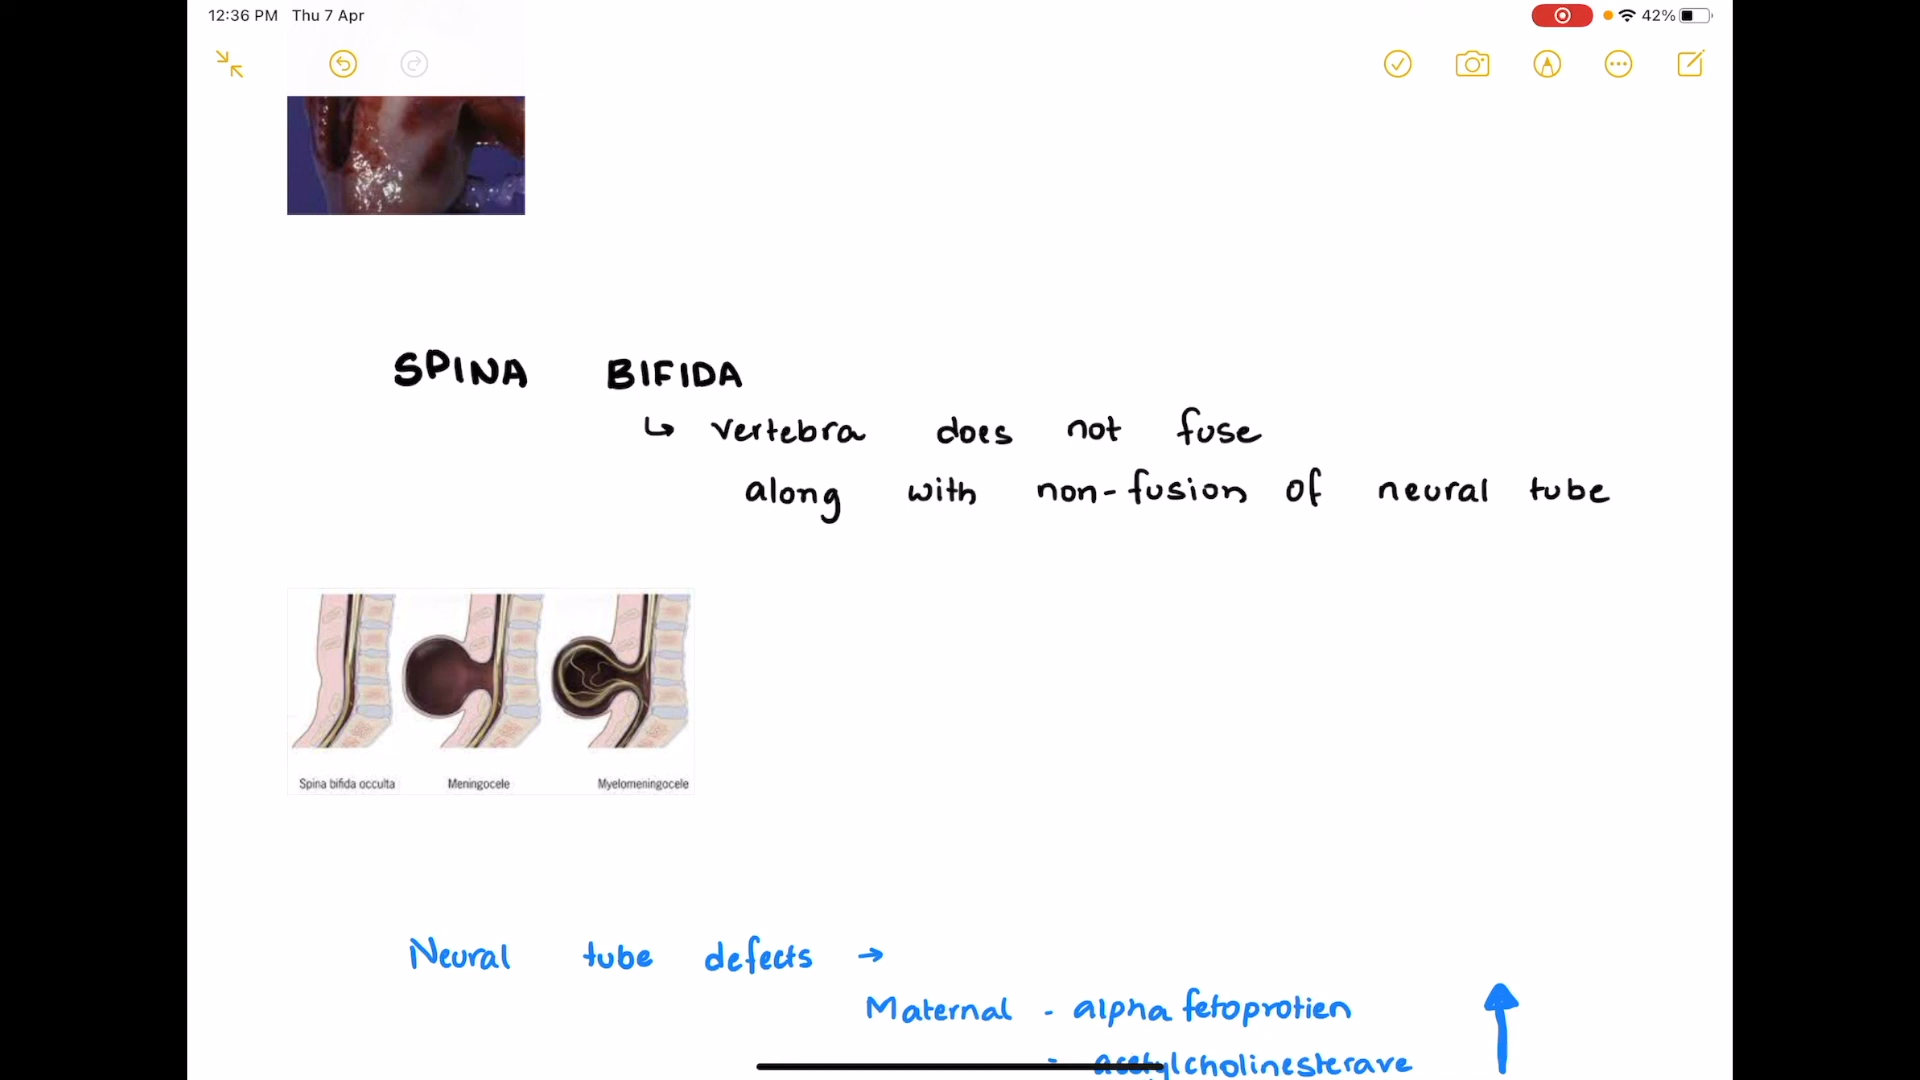 12:36 PM Thu 7 Apr 42%
SPINA BIFIDA
↳ vertebra does not fuse
along with non-fusion of neural tube
Spina bifida occulta Meningocele Myelomeningocele
Neural tube defects →
Maternal - alpha fetoprotien ↑
- acetylcholinesterave